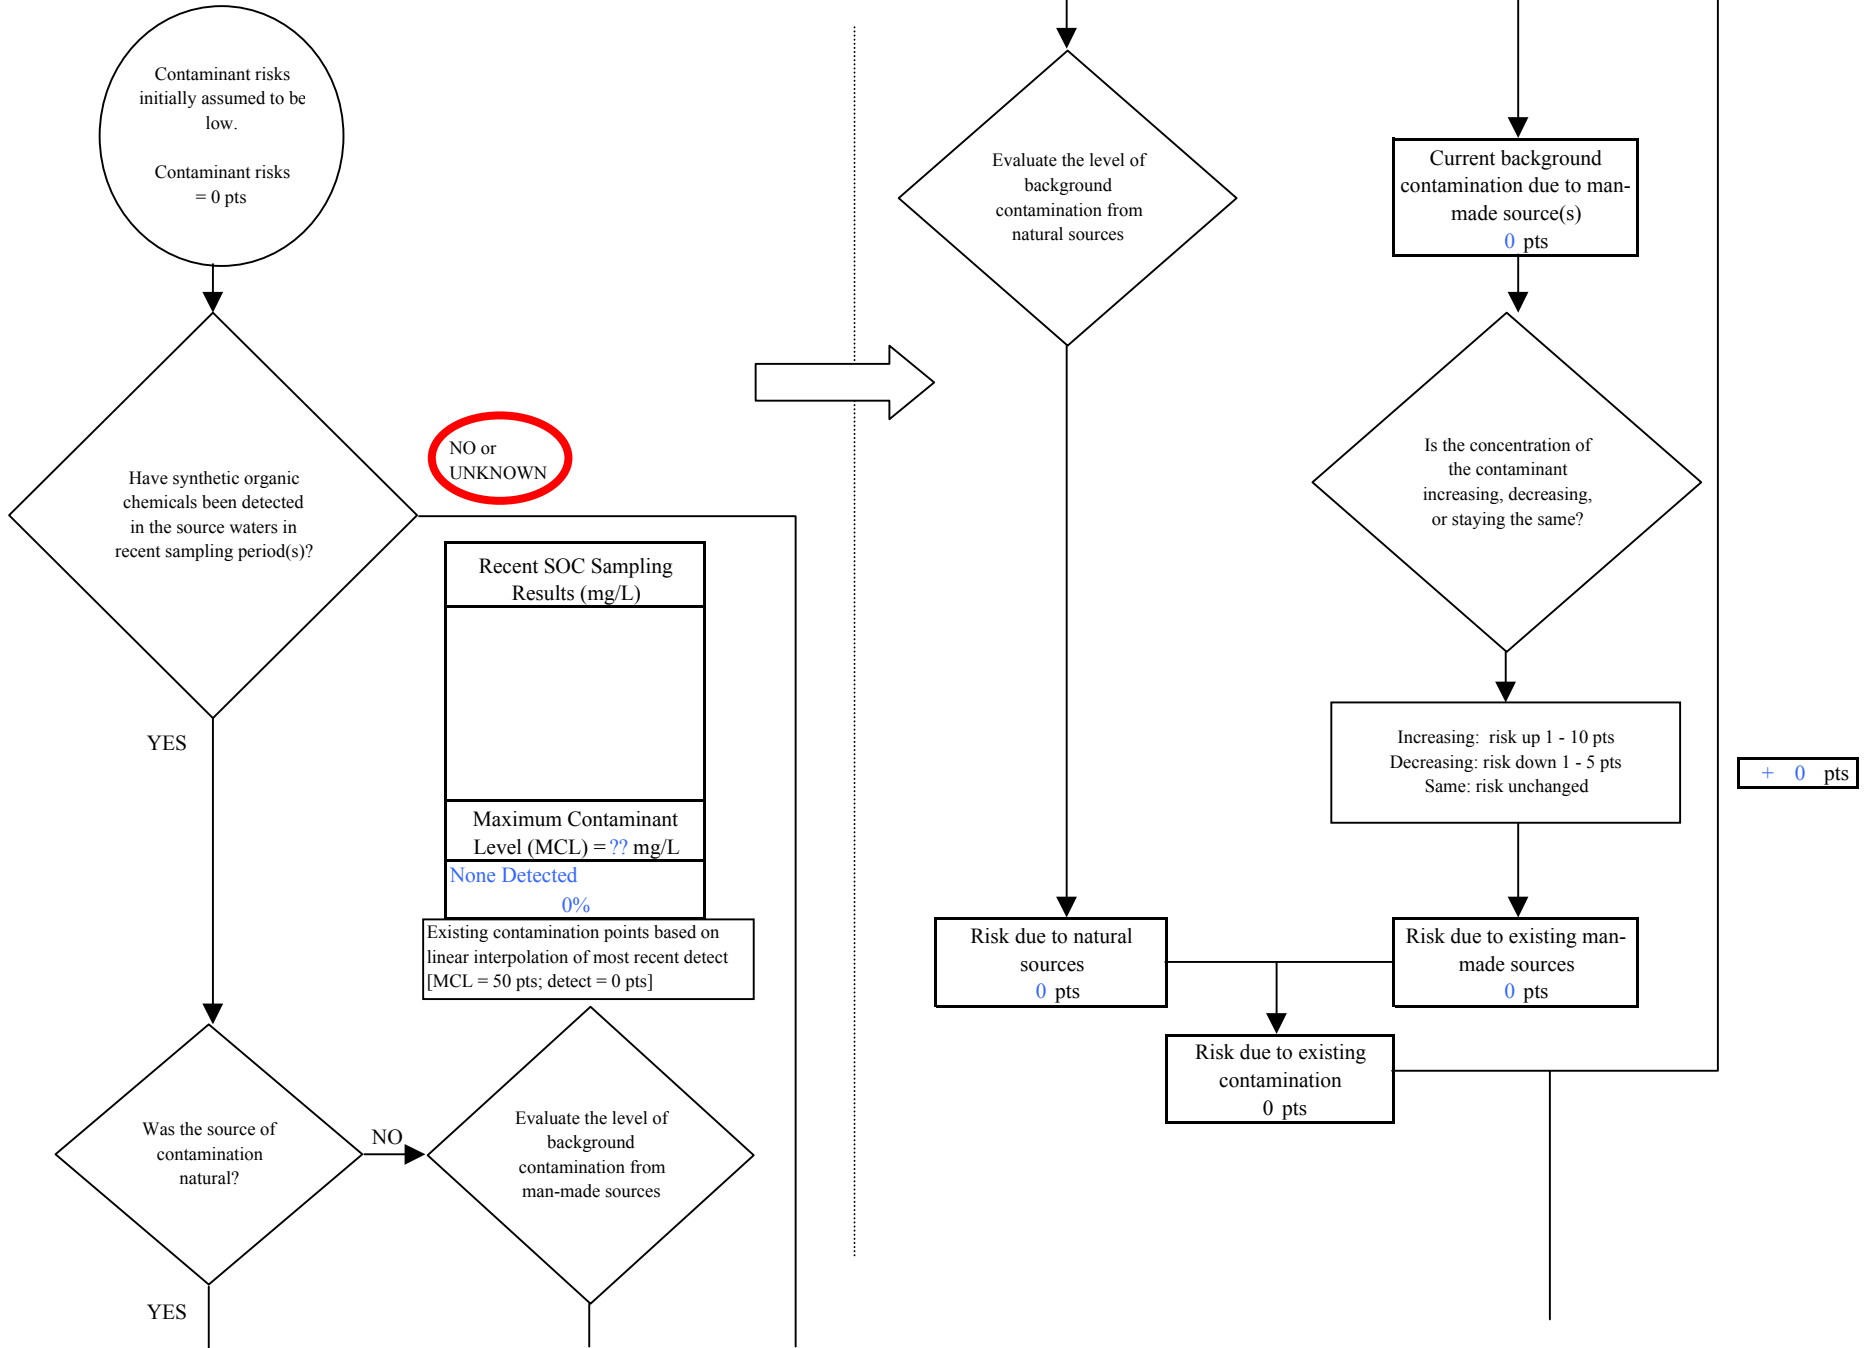 Contaminant risks
initially assumed to be
low.
Contaminant risks
= 0 pts
Have synthetic organic
chemicals been detected
in the source waters in
recent sampling period(s)?
NO or
UNKNOWN
YES
Recent SOC Sampling
Results (mg/L)
Maximum Contaminant
Level (MCL) = ?? mg/L
None Detected
0%
Existing contamination points based on
linear interpolation of most recent detect
[MCL = 50 pts; detect = 0 pts]
Was the source of
contamination
natural?
NO
YES
Evaluate the level of
background
contamination from
man-made sources
Evaluate the level of
background
contamination from
natural sources
Current background
contamination due to man-
made source(s)
0 pts
Is the concentration of
the contaminant
increasing, decreasing,
or staying the same?
Increasing: risk up 1 - 10 pts
Decreasing: risk down 1 - 5 pts
Same: risk unchanged
+ 0 pts
Risk due to natural
sources
0 pts
Risk due to existing man-
made sources
0 pts
Risk due to existing
contamination
0 pts